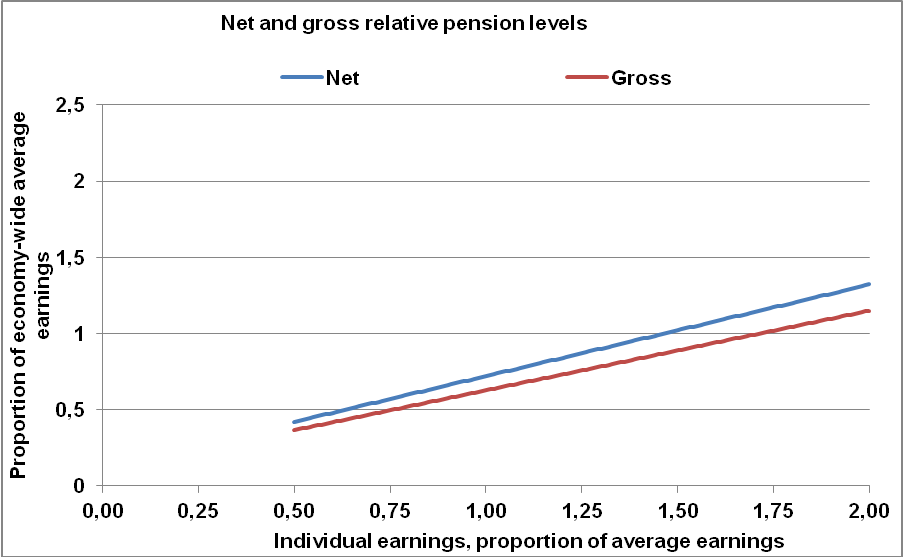 Net and gross relative pension levels
Net
Gross
Proportion of economy-wide average
earnings
2,5
2
1,5
1
0,5
0
0,00
0,25
0,50
0,75
1,00
1,25
1,50
1,75
2,00
Individual earnings, proportion of average earnings